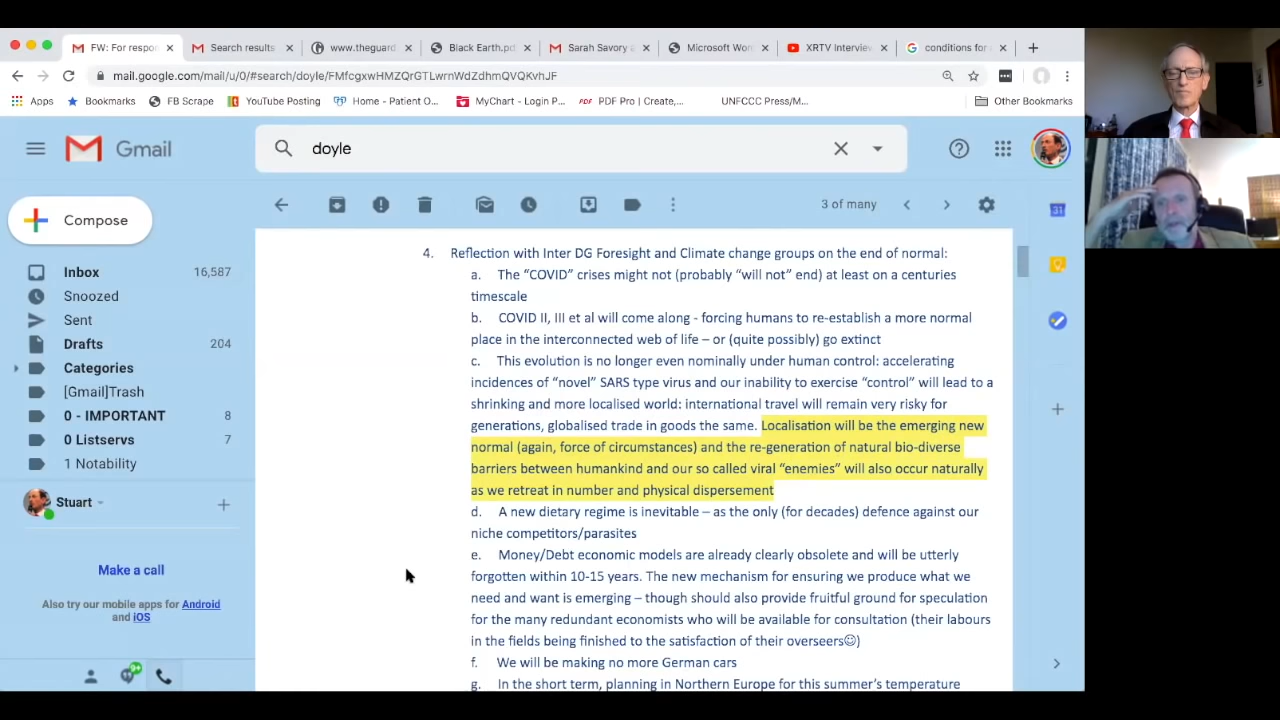 FW: For respon
Search results
www.theguard
Black Earth.pd
Sarah Savory a
Microsoft Wor
XRTV Interview
conditions for
mail.google.com/mail/u/0/#search/doyle/FMfcgxwHMZQrGTLwrnWdZdhmQVQKvhJF
Apps
Bookmarks
FB Scrape
YouTube Posting
Home - Patient O...
MyChart - Login P...
PDF Pro | Create,...
UNFCCC Press/M...
Other Bookmarks
Gmail
doyle
Compose
3 of many
31
Inbox 16,587
Snoozed
Sent
Drafts 204
Categories
[Gmail]Trash
0 - IMPORTANT 8
0 Listservs 7
1 Notability
Stuart
Make a call
Also try our mobile apps for Android
and iOS
9+
4. Reflection with Inter DG Foresight and Climate change groups on the end of normal:
a. The “COVID” crises might not (probably “will not” end) at least on a centuries
timescale
b. COVID II, III et al will come along - forcing humans to re-establish a more normal
place in the interconnected web of life – or (quite possibly) go extinct
c. This evolution is no longer even nominally under human control: accelerating
incidences of “novel” SARS type virus and our inability to exercise “control” will lead to a
shrinking and more localised world: international travel will remain very risky for
generations, globalised trade in goods the same. Localisation will be the emerging new
normal (again, force of circumstances) and the re-generation of natural bio-diverse
barriers between humankind and our so called viral “enemies” will also occur naturally
as we retreat in number and physical dispersement
d. A new dietary regime is inevitable – as the only (for decades) defence against our
niche competitors/parasites
e. Money/Debt economic models are already clearly obsolete and will be utterly
forgotten within 10-15 years. The new mechanism for ensuring we produce what we
need and want is emerging – though should also provide fruitful ground for speculation
for the many redundant economists who will be available for consultation (their labours
in the fields being finished to the satisfaction of their overseers☺)
f. We will be making no more German cars
g. In the short term, planning in Northern Europe for this summer’s temperature